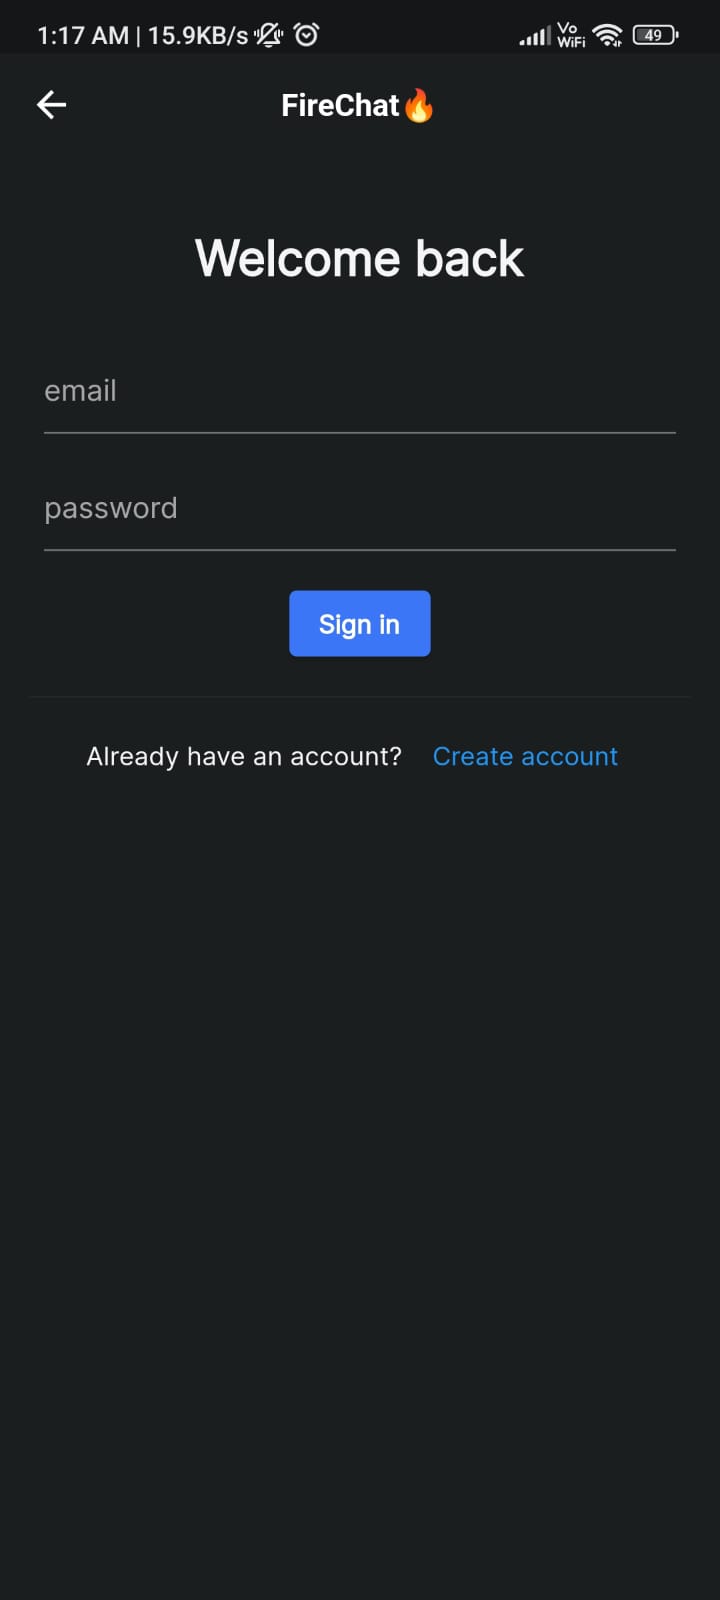 1:17 AM | 15.9KB/s Vo WiFi 49
FireChat🔥
Welcome back
email
password
Sign in
Already have an account? Create account